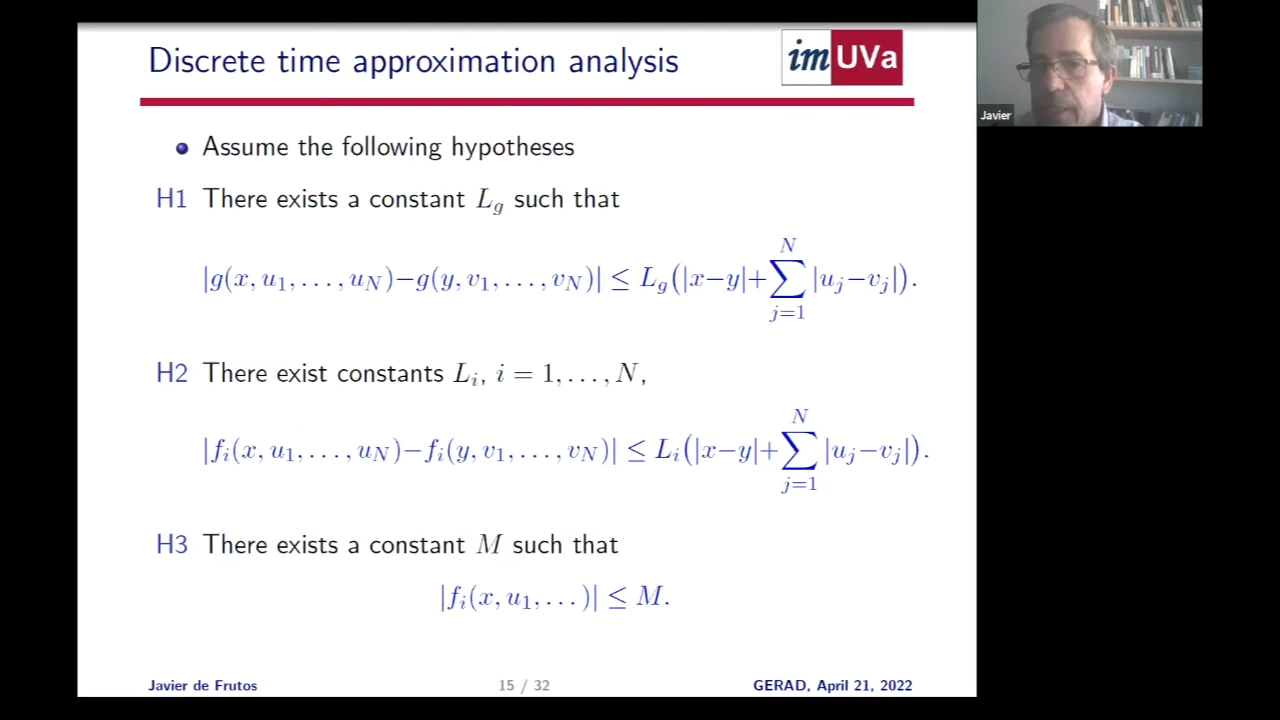 Discrete time approximation analysis
imUVa
Javier
Assume the following hypotheses
H1 There exists a constant L_g such that
|g(x, u_1, . . . , u_N)−g(y, v_1, . . . , v_N)| ≤ L_g(|x−y|+∑_{j=1}^{N} |u_j−v_j|).
H2 There exist constants L_i, i = 1, . . . , N,
|f_i(x, u_1, . . . , u_N)−f_i(y, v_1, . . . , v_N)| ≤ L_i(|x−y|+∑_{j=1}^{N} |u_j−v_j|).
H3 There exists a constant M such that
|f_i(x, u_1, . . . )| ≤ M.
Javier de Frutos 15 / 32 GERAD, April 21, 2022